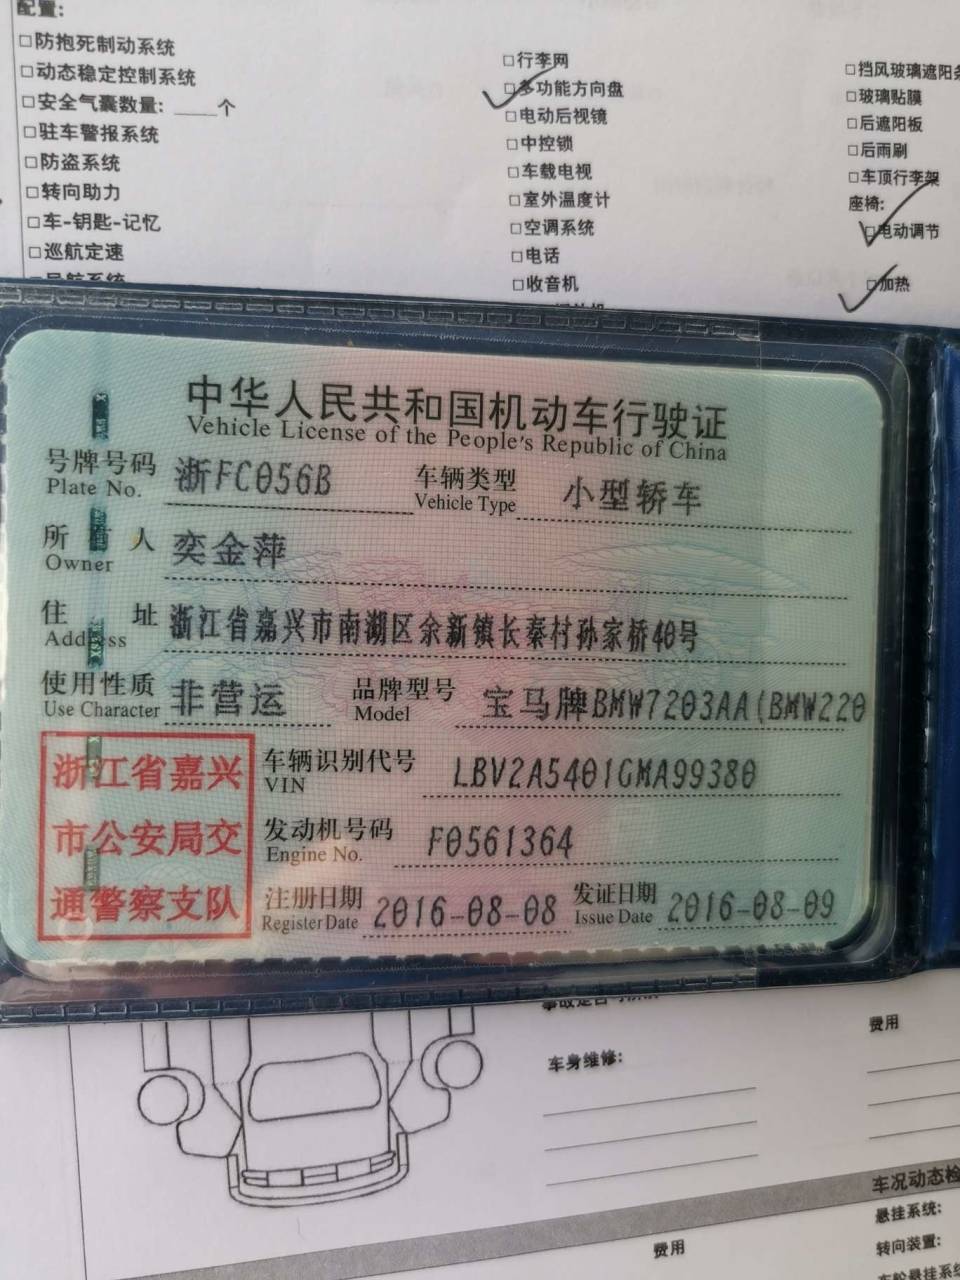 配置:
□防抱死制动系统
□动态稳定控制系统
□安全气囊数量: ____个
□驻车警报系统
□防盗系统
□转向助力
□车-钥匙-记忆
□巡航定速
□导航系统
□行李网
□多功能方向盘
□电动后视镜
□中控锁
□车载电视
□室外温度计
□空调系统
□电话
□收音机
□挡风玻璃遮阳条
□玻璃贴膜
□后遮阳板
□后雨刷
□车顶行李架
座椅:
□电动调节
□加热
中华人民共和国机动车行驶证
Vehicle License of the People's Republic of China
号牌号码 浙FC056B 车辆类型 小型轿车
Plate No. Vehicle Type
所有人 奕金萍
Owner
住址 浙江省嘉兴市南湖区余新镇长秦村孙家桥40号
Address
使用性质 非营运 品牌型号 宝马牌BMW7203AA(BMW220
Use Character Model
浙江省嘉兴
市公安局交
通警察支队
车辆识别代号 LBV2A5401GMA99380
VIN
发动机号码 F0561364
Engine No.
注册日期 2016-08-08 发证日期 2016-08-09
Register Date Issue Date
费用
车身维修:
车况动态检
悬挂系统:
转向装置:
费用